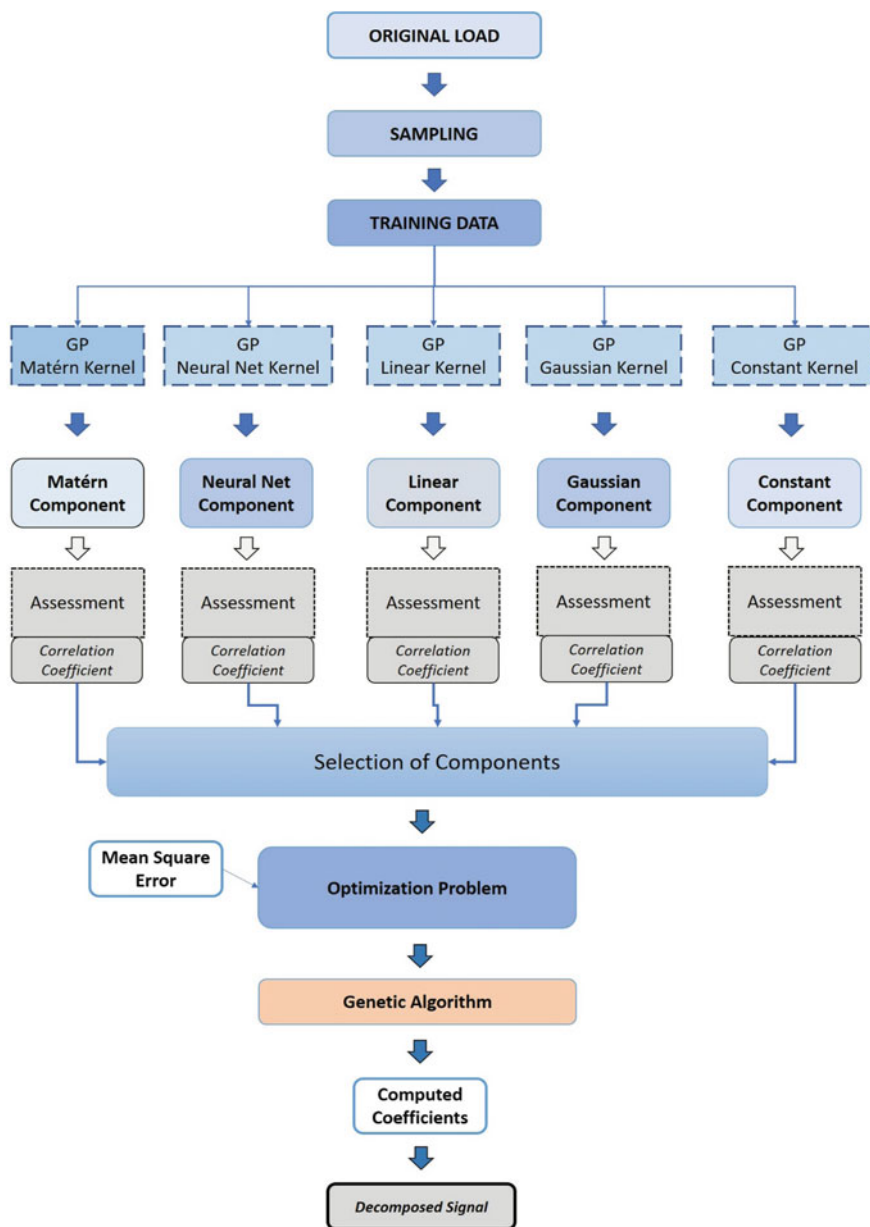 ORIGINAL LOAD
SAMPLING
TRAINING DATA
GP
Matérn Kernel
GP
Neural Net Kernel
GP
Linear Kernel
GP
Gaussian Kernel
GP
Constant Kernel
Matérn
Component
Neural Net
Component
Linear
Component
Gaussian
Component
Constant
Component
Assessment
Assessment
Assessment
Assessment
Assessment
Correlation
Coefficient
Correlation
Coefficient
Correlation
Coefficient
Correlation
Coefficient
Correlation
Coefficient
Selection of Components
Mean Square
Error
Optimization Problem
Genetic Algorithm
Computed
Coefficients
Decomposed Signal